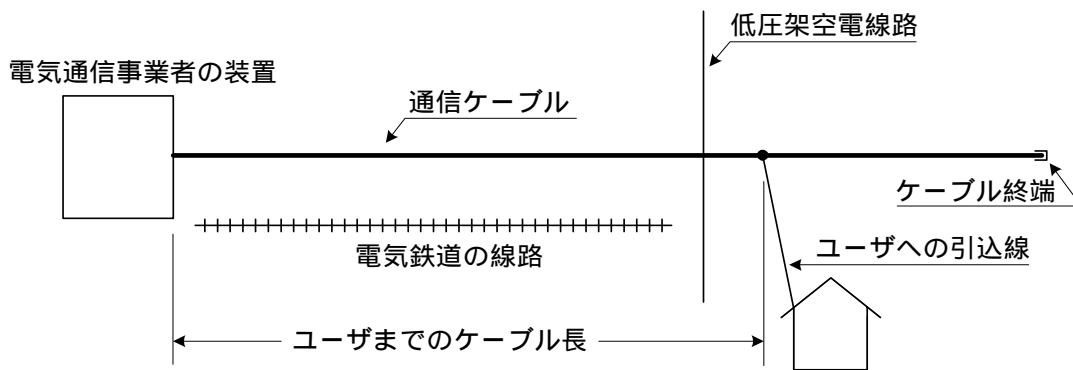 低圧架空電線路
電気通信事業者の装置
通信ケーブル
ケーブル終端
電気鉄道の線路
ユーザへの引込線
ユーザまでのケーブル長